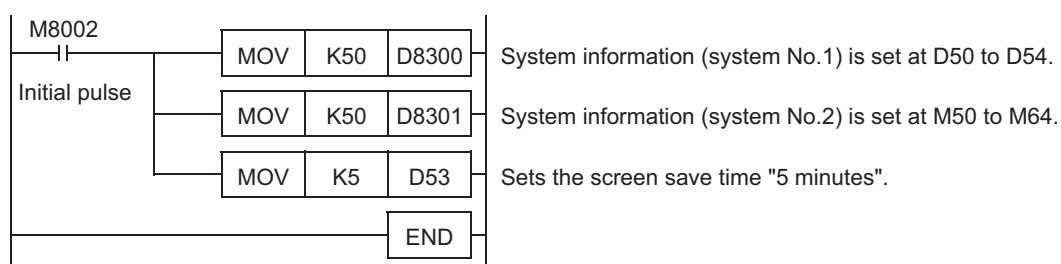 M8002
MOV K50 D8300 System information (system No.1) is set at D50 to D54.
Initial pulse
MOV K50 D8301 System information (system No.2) is set at M50 to M64.
MOV K5 D53 Sets the screen save time "5 minutes".
END